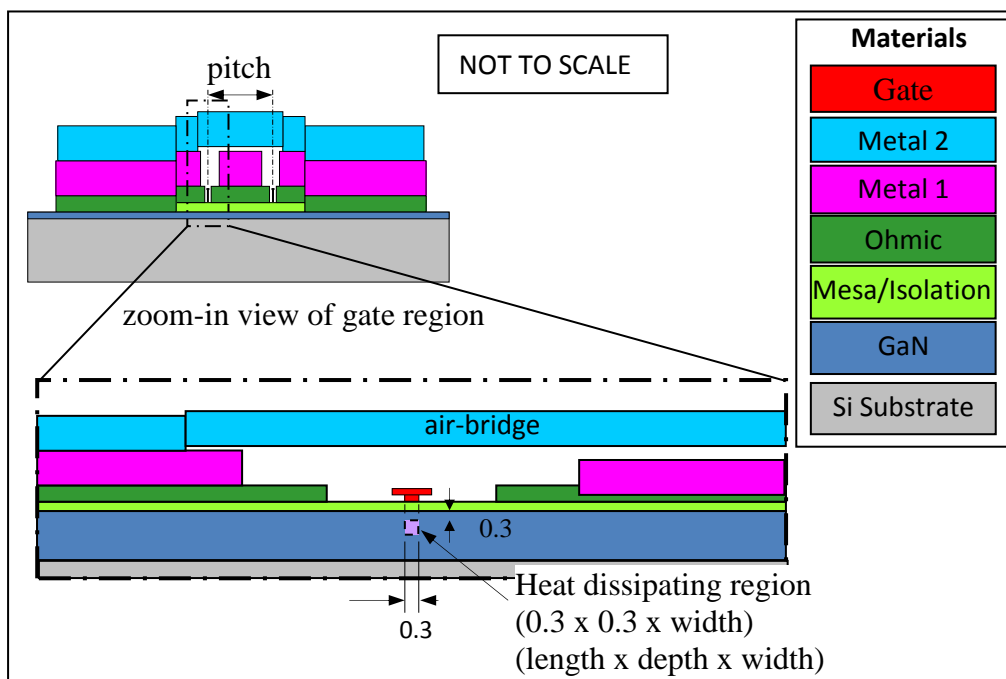 pitch
NOT TO SCALE
Materials
Gate
Metal 2
Metal 1
Ohmic
Mesa/Isolation
GaN
Si Substrate
zoom-in view of gate region
air-bridge
0.3
0.3
Heat dissipating region
(0.3 x 0.3 x width)
(length x depth x width)